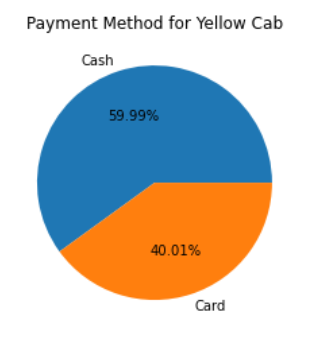 Payment Method for Yellow Cab
Cash
59.99%
40.01%
Card